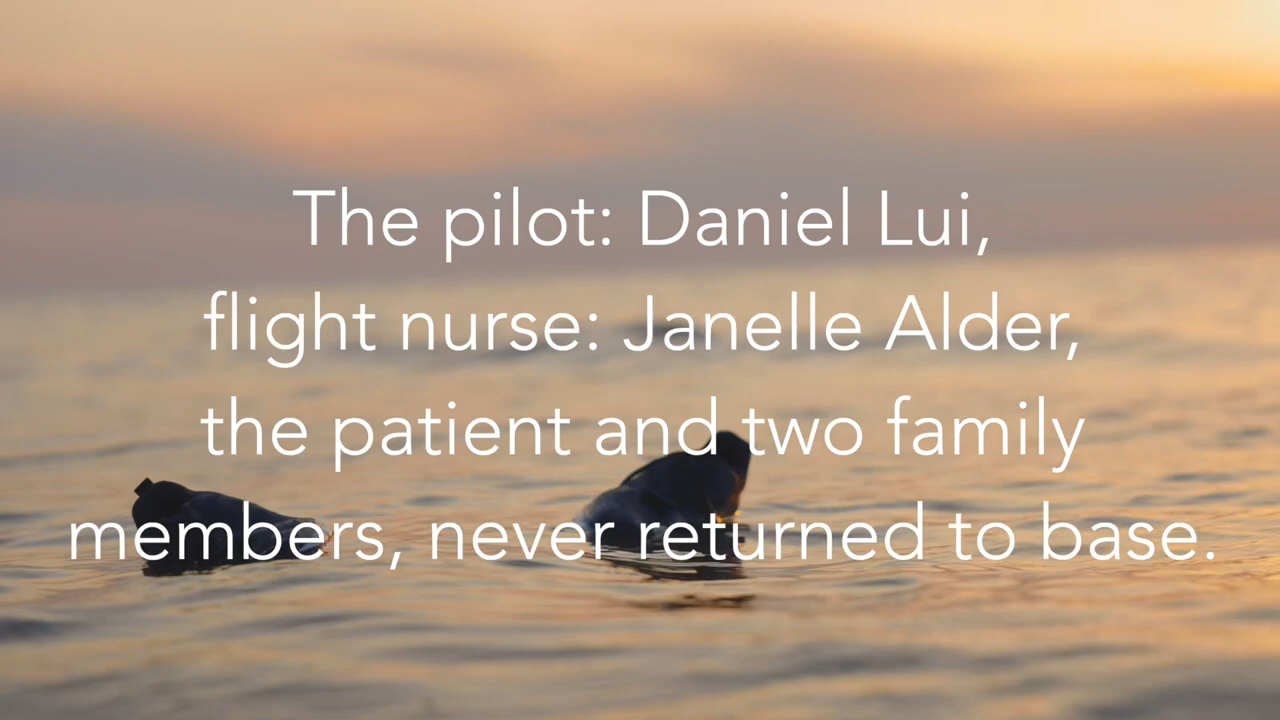 The pilot: Daniel Lui,
flight nurse: Janelle Alder,
the patient and two family
members, never returned to base.